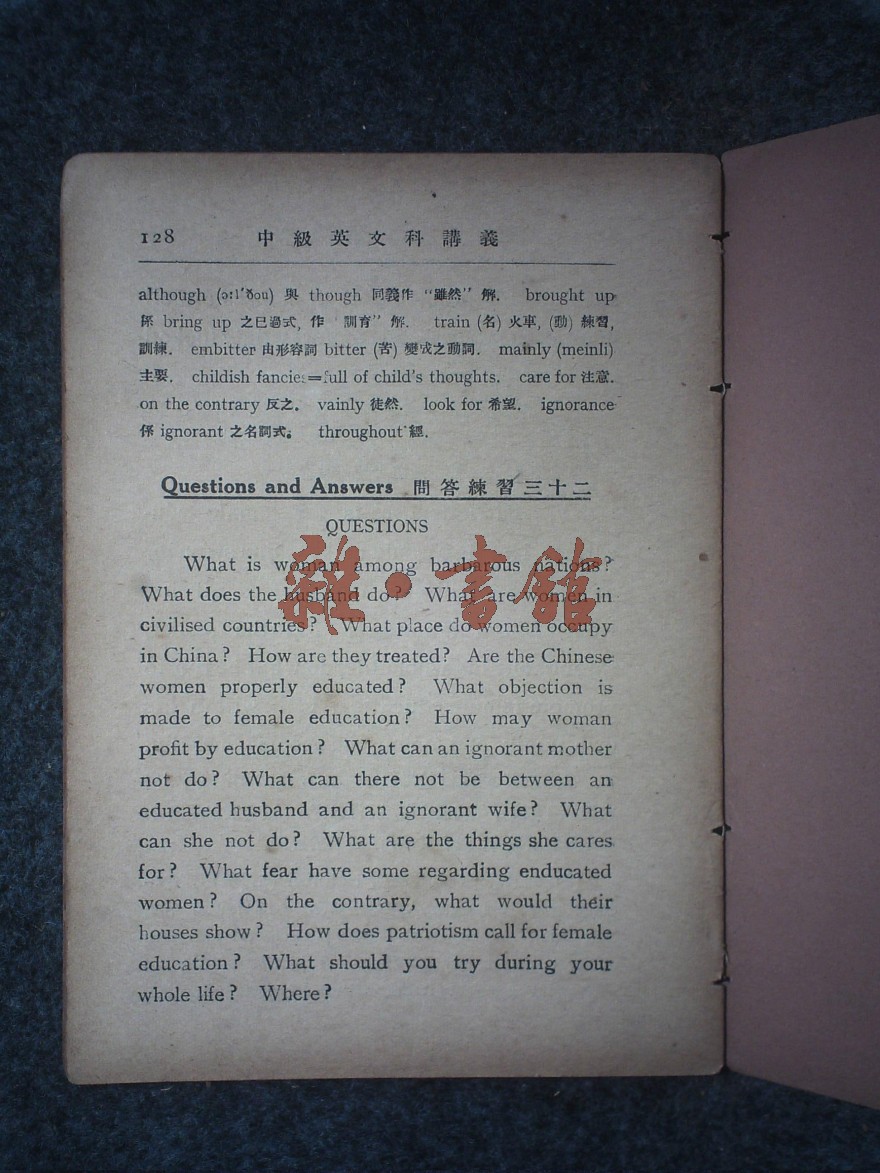 128 中級英文科講義
although (ɔ:l'ðou) 與 though 同義作 “雖然” 解. brought up
係 bring up 之已過式, 作 “訓育” 解. train (名) 火車, (動) 練習,
訓練. embitter 由形容詞 bitter (苦) 變成之動詞. mainly (meinli)
主要. childish fancies=full of child's thoughts. care for 注意.
on the contrary 反之. vainly 徒然. look for 希望. ignorance
係 ignorant 之名詞式. throughout 經.
Questions and Answers 問答練習三十二
QUESTIONS
What is woman among barbarous nations?
What does the husband do? What are women in
civilised countries? What place do women occupy
in China? How are they treated? Are the Chinese
women properly educated? What objection is
made to female education? How may woman
profit by education? What can an ignorant mother
not do? What can there not be between an
educated husband and an ignorant wife? What
can she not do? What are the things she cares
for? What fear have some regarding enducated
women? On the contrary, what would their
houses show? How does patriotism call for female
education? What should you try during your
whole life? Where?
雜·書館